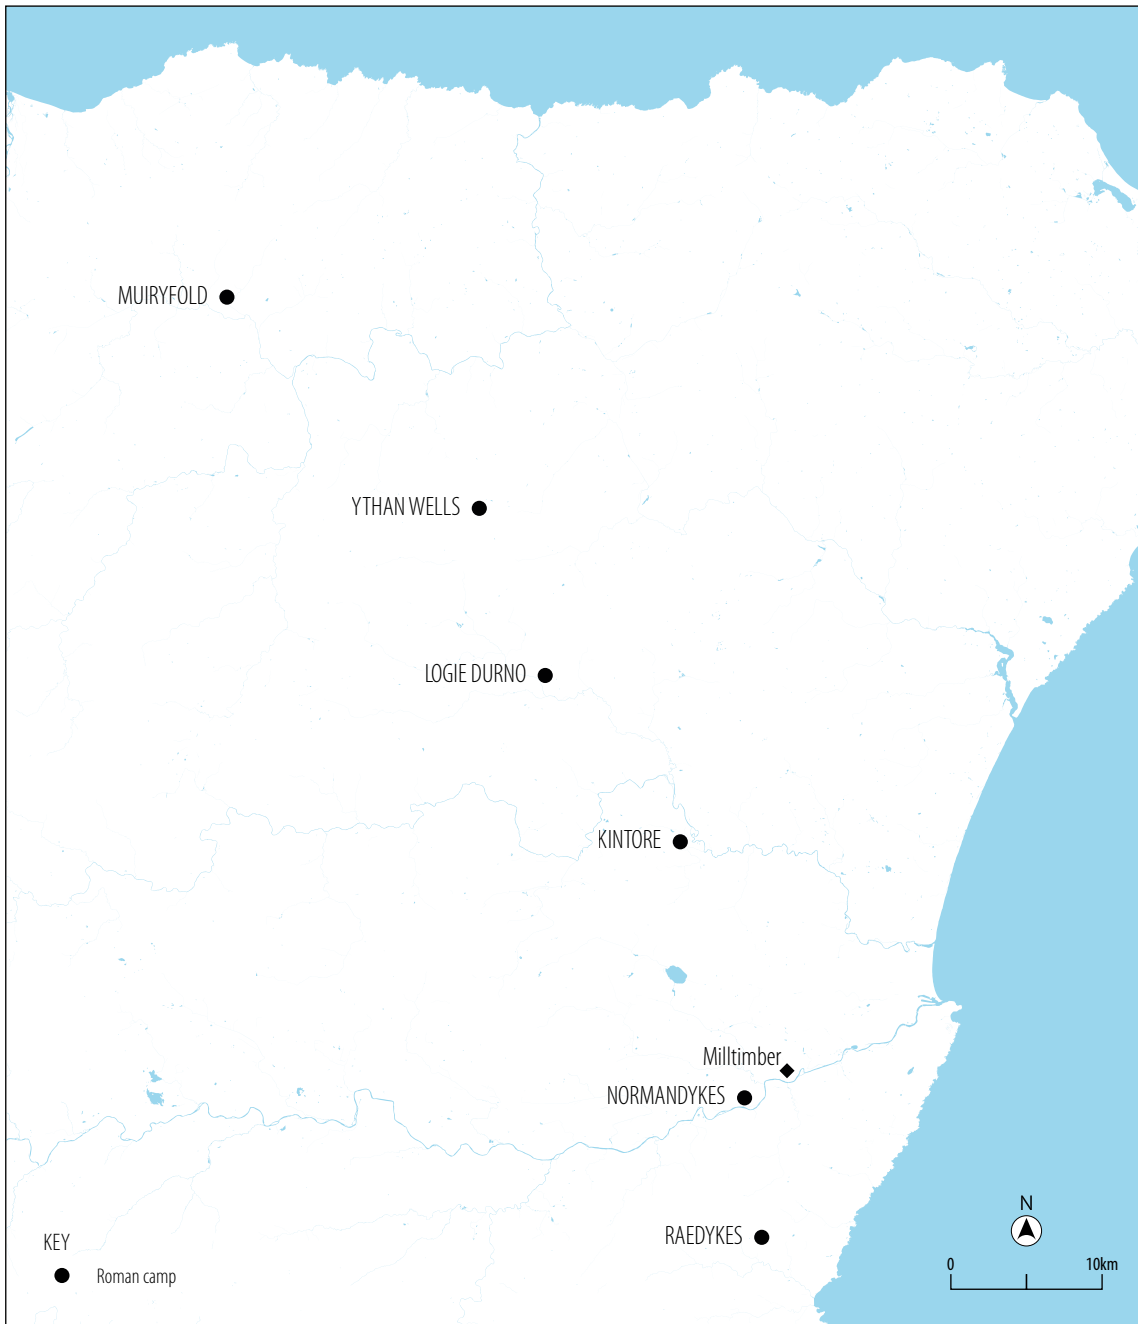 MUIRYFOLD
YTHAN WELLS
LOGIE DURNO
KINTORE
Milltimber
NORMANDYKES
RAEDYKES
N
KEY
0 10km
Roman camp